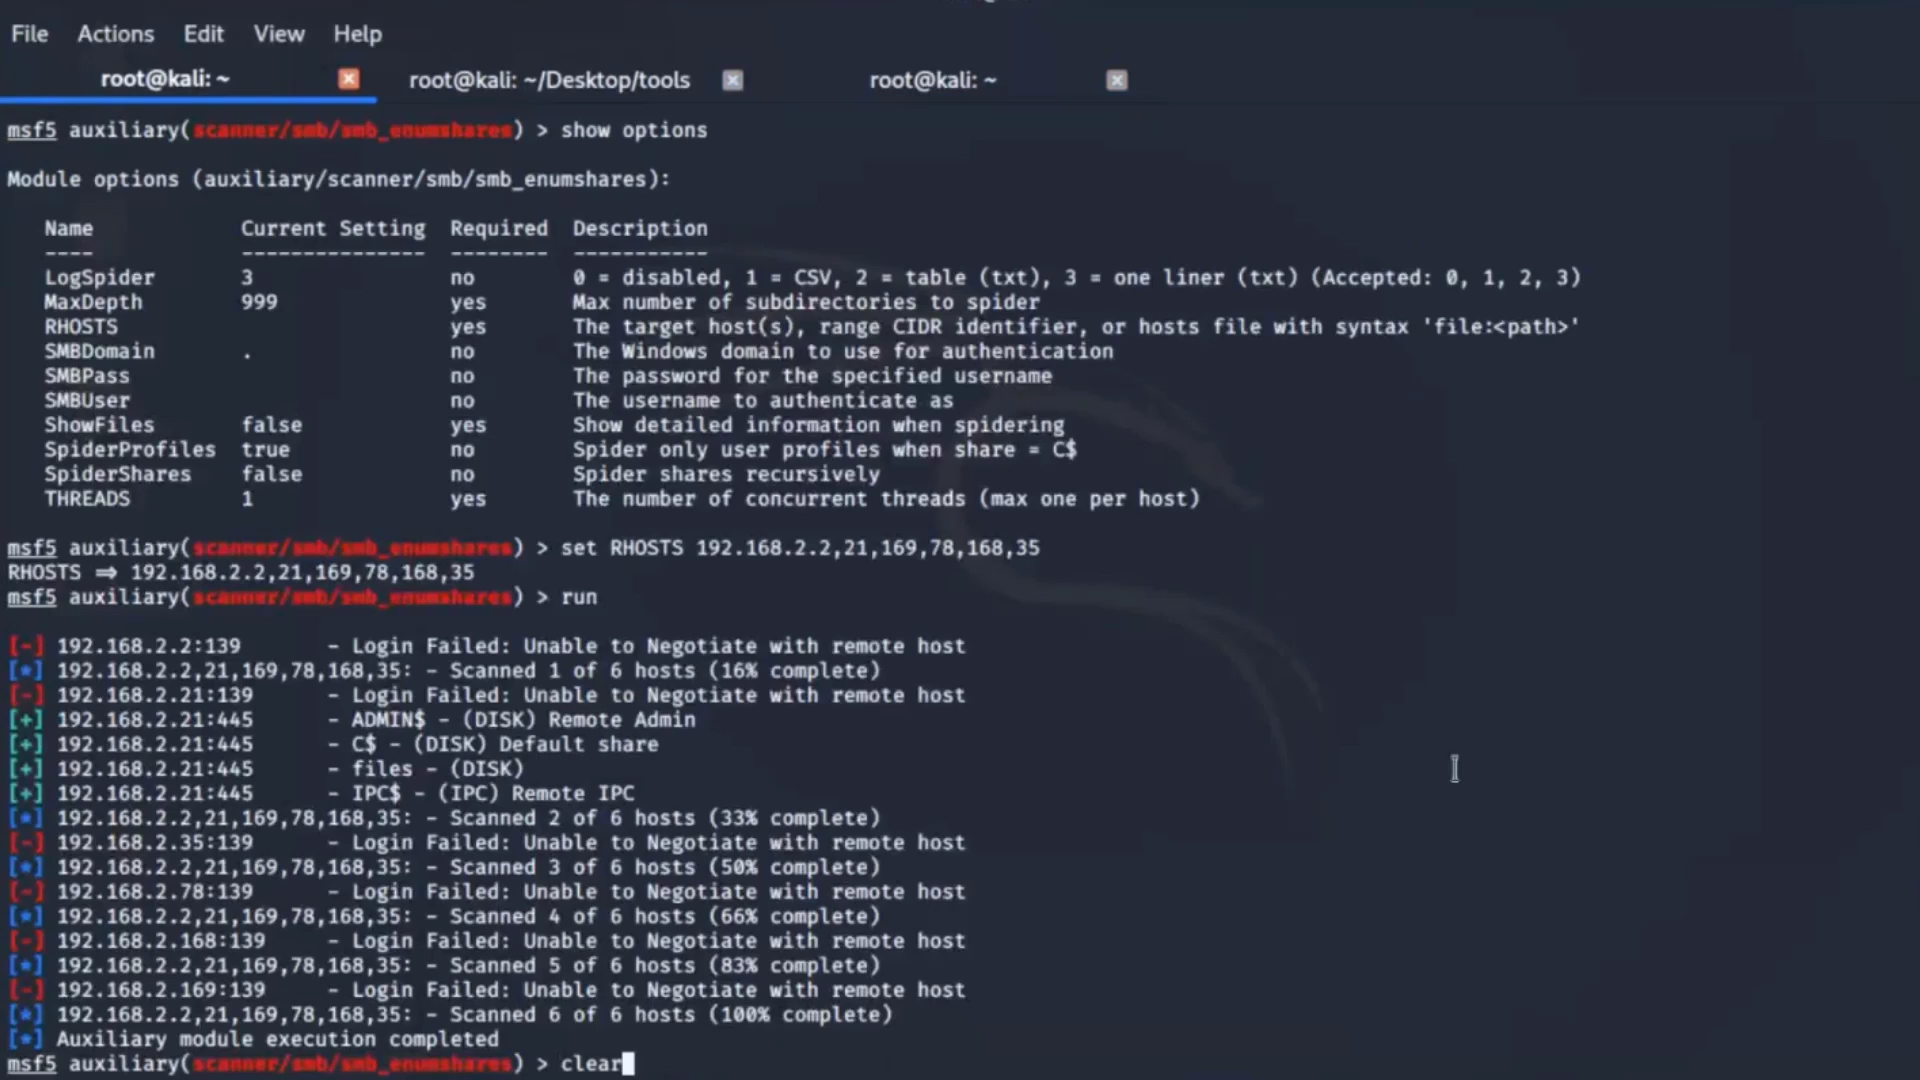 File Actions Edit View Help
root@kali: ~ root@kali: ~/Desktop/tools root@kali: ~
msf5 auxiliary(scanner/smb/smb_enumshares) > show options
Module options (auxiliary/scanner/smb/smb_enumshares):
Name Current Setting Required Description
---- --------------- -------- -----------
LogSpider 3 no 0 = disabled, 1 = CSV, 2 = table (txt), 3 = one liner (txt) (Accepted: 0, 1, 2, 3)
MaxDepth 999 yes Max number of subdirectories to spider
RHOSTS yes The target host(s), range CIDR identifier, or hosts file with syntax 'file:<path>'
SMBDomain . no The Windows domain to use for authentication
SMBPass no The password for the specified username
SMBUser no The username to authenticate as
ShowFiles false yes Show detailed information when spidering
SpiderProfiles true no Spider only user profiles when share = C$
SpiderShares false no Spider shares recursively
THREADS 1 yes The number of concurrent threads (max one per host)
msf5 auxiliary(scanner/smb/smb_enumshares) > set RHOSTS 192.168.2.2,21,169,78,168,35
RHOSTS ⇒ 192.168.2.2,21,169,78,168,35
msf5 auxiliary(scanner/smb/smb_enumshares) > run
[-] 192.168.2.2:139 - Login Failed: Unable to Negotiate with remote host
[*] 192.168.2.2,21,169,78,168,35: - Scanned 1 of 6 hosts (16% complete)
[-] 192.168.2.21:139 - Login Failed: Unable to Negotiate with remote host
[+] 192.168.2.21:445 - ADMIN$ - (DISK) Remote Admin
[+] 192.168.2.21:445 - C$ - (DISK) Default share
[+] 192.168.2.21:445 - files - (DISK)
[+] 192.168.2.21:445 - IPC$ - (IPC) Remote IPC
[*] 192.168.2.2,21,169,78,168,35: - Scanned 2 of 6 hosts (33% complete)
[-] 192.168.2.35:139 - Login Failed: Unable to Negotiate with remote host
[*] 192.168.2.2,21,169,78,168,35: - Scanned 3 of 6 hosts (50% complete)
[-] 192.168.2.78:139 - Login Failed: Unable to Negotiate with remote host
[*] 192.168.2.2,21,169,78,168,35: - Scanned 4 of 6 hosts (66% complete)
[-] 192.168.2.168:139 - Login Failed: Unable to Negotiate with remote host
[*] 192.168.2.2,21,169,78,168,35: - Scanned 5 of 6 hosts (83% complete)
[-] 192.168.2.169:139 - Login Failed: Unable to Negotiate with remote host
[*] 192.168.2.2,21,169,78,168,35: - Scanned 6 of 6 hosts (100% complete)
[*] Auxiliary module execution completed
msf5 auxiliary(scanner/smb/smb_enumshares) > clear